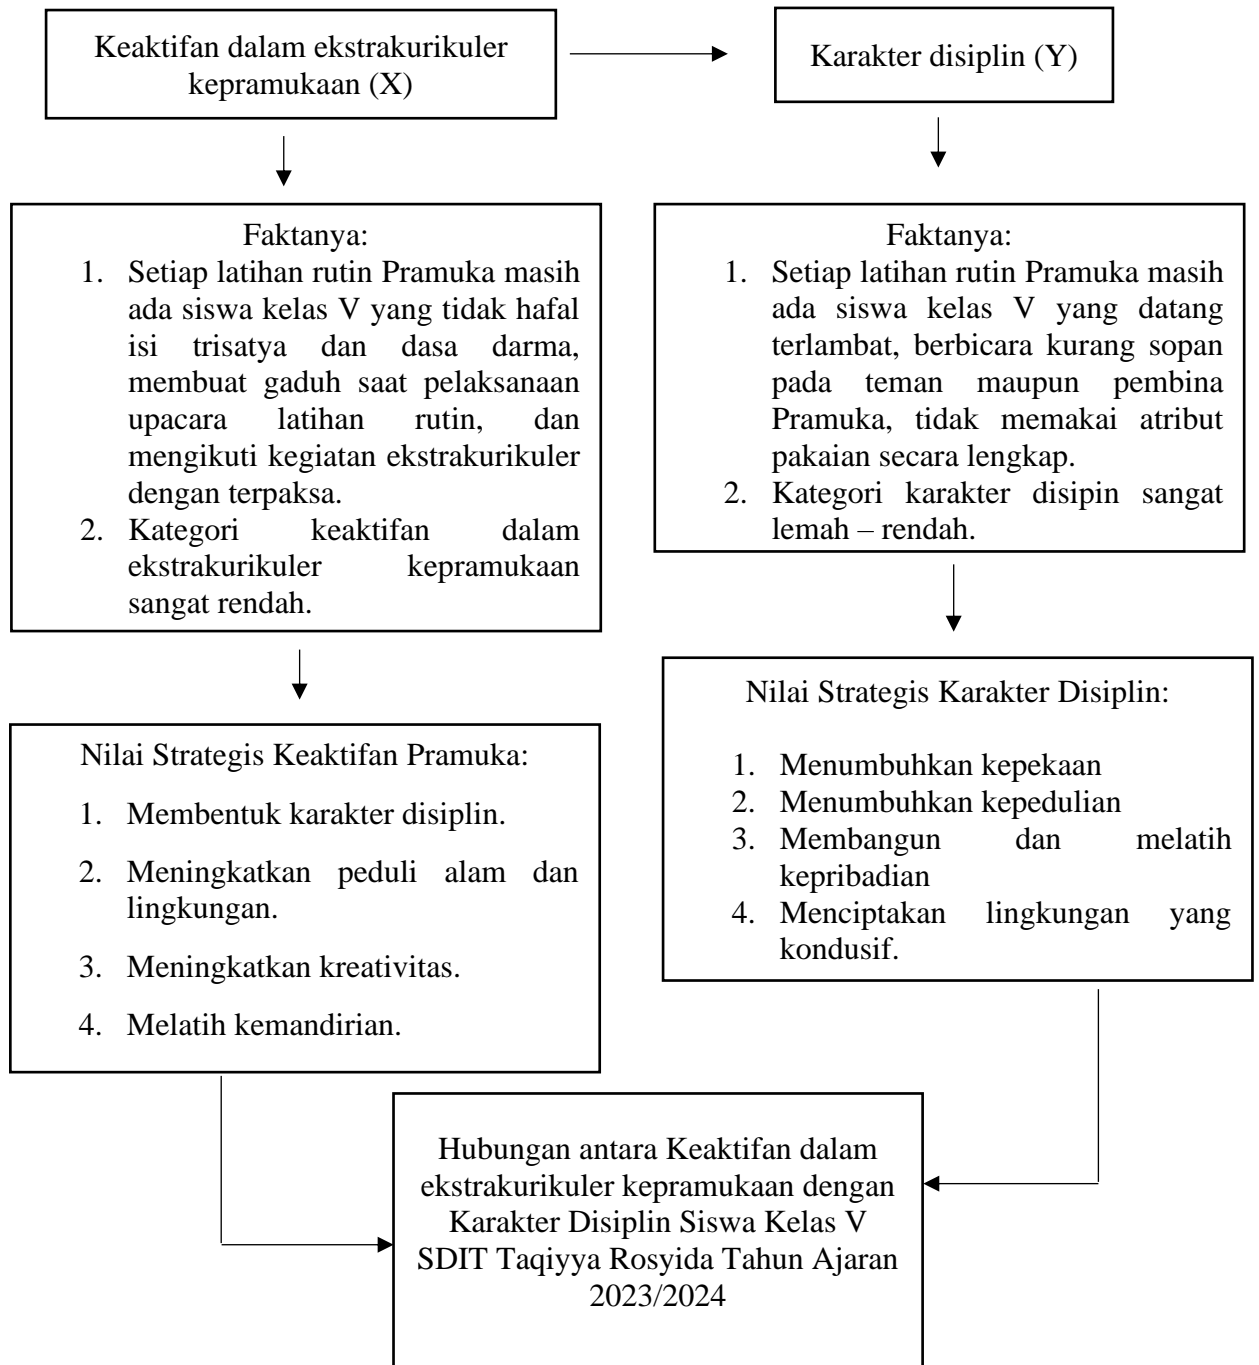 Keaktifan dalam ekstrakurikuler
kepramukaan (X)
Karakter disiplin (Y)
Faktanya:
1. Setiap latihan rutin Pramuka masih
ada siswa kelas V yang tidak hafal
isi trisatya dan dasa darma,
membuat gaduh saat pelaksanaan
upacara latihan rutin, dan
mengikuti kegiatan ekstrakurikuler
dengan terpaksa.
2. Kategori keaktifan dalam
ekstrakurikuler kepramukaan
sangat rendah.
Faktanya:
1. Setiap latihan rutin Pramuka masih
ada siswa kelas V yang datang
terlambat, berbicara kurang sopan
pada teman maupun pembina
Pramuka, tidak memakai atribut
pakaian secara lengkap.
2. Kategori karakter disipin sangat
lemah – rendah.
Nilai Strategis Keaktifan Pramuka:
1. Membentuk karakter disiplin.
2. Meningkatkan peduli alam dan
lingkungan.
3. Meningkatkan kreativitas.
4. Melatih kemandirian.
Nilai Strategis Karakter Disiplin:
1. Menumbuhkan kepekaan
2. Menumbuhkan kepedulian
3. Membangun dan melatih
kepribadian
4. Menciptakan lingkungan yang
kondusif.
Hubungan antara Keaktifan dalam
ekstrakurikuler kepramukaan dengan
Karakter Disiplin Siswa Kelas V
SDIT Taqiyya Rosyida Tahun Ajaran
2023/2024